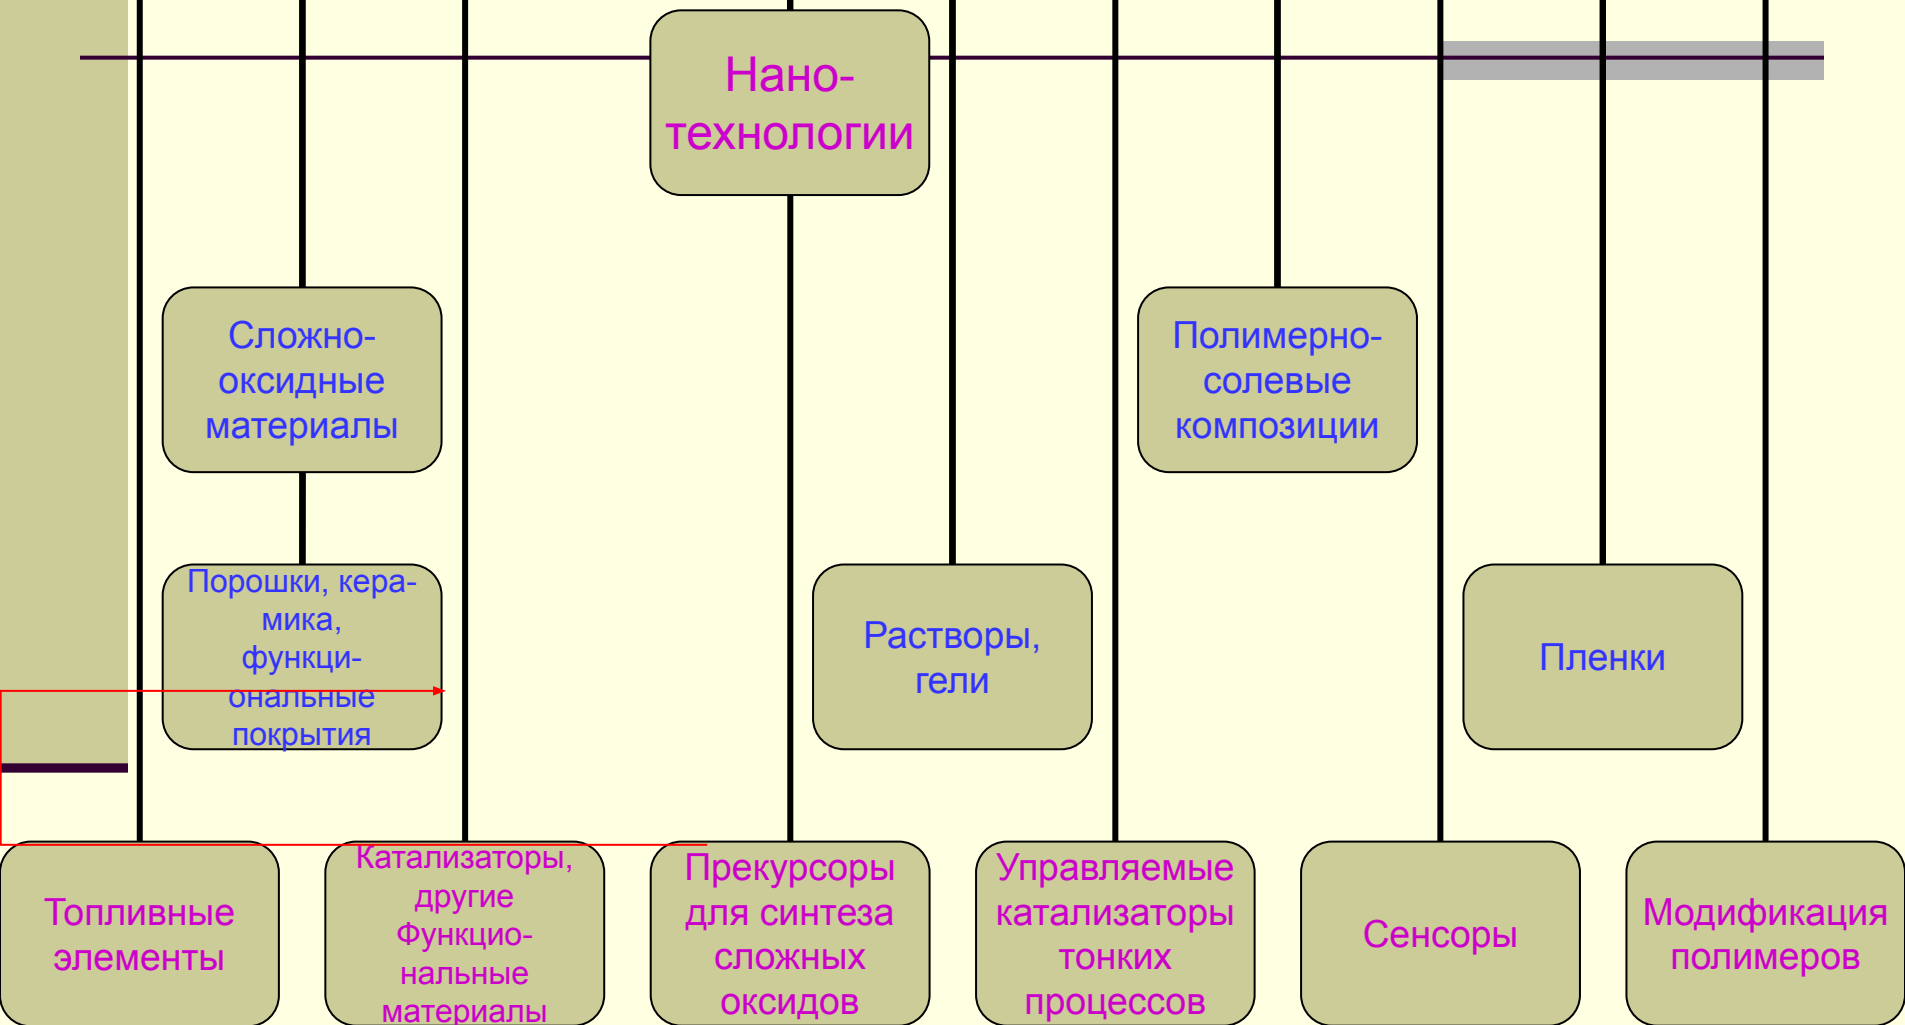 Нано-
технологии
Сложно-
оксидные
материалы
Полимерно-
солевые
композиции
Порошки, кера-
мика,
функци-
ональные
покрытия
Растворы,
гели
Пленки
Топливные
элементы
Катализаторы,
другие
Функцио-
нальные
материалы
Прекурсоры
для синтеза
сложных
оксидов
Управляемые
катализаторы
тонких
процессов
Сенсоры
Модификация
полимеров